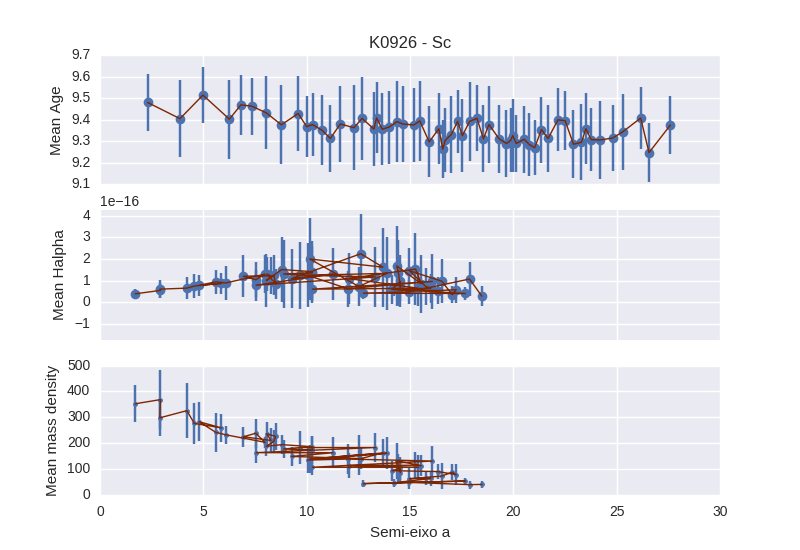 K0926 - Sc
9.7
9.6
9.5
9.4
9.3
9.2
9.1
Mean Age
1e−16
4
3
2
1
0
−1
Mean Halpha
500
400
300
200
100
0
Mean mass density
0 5 10 15 20 25 30
Semi-eixo a